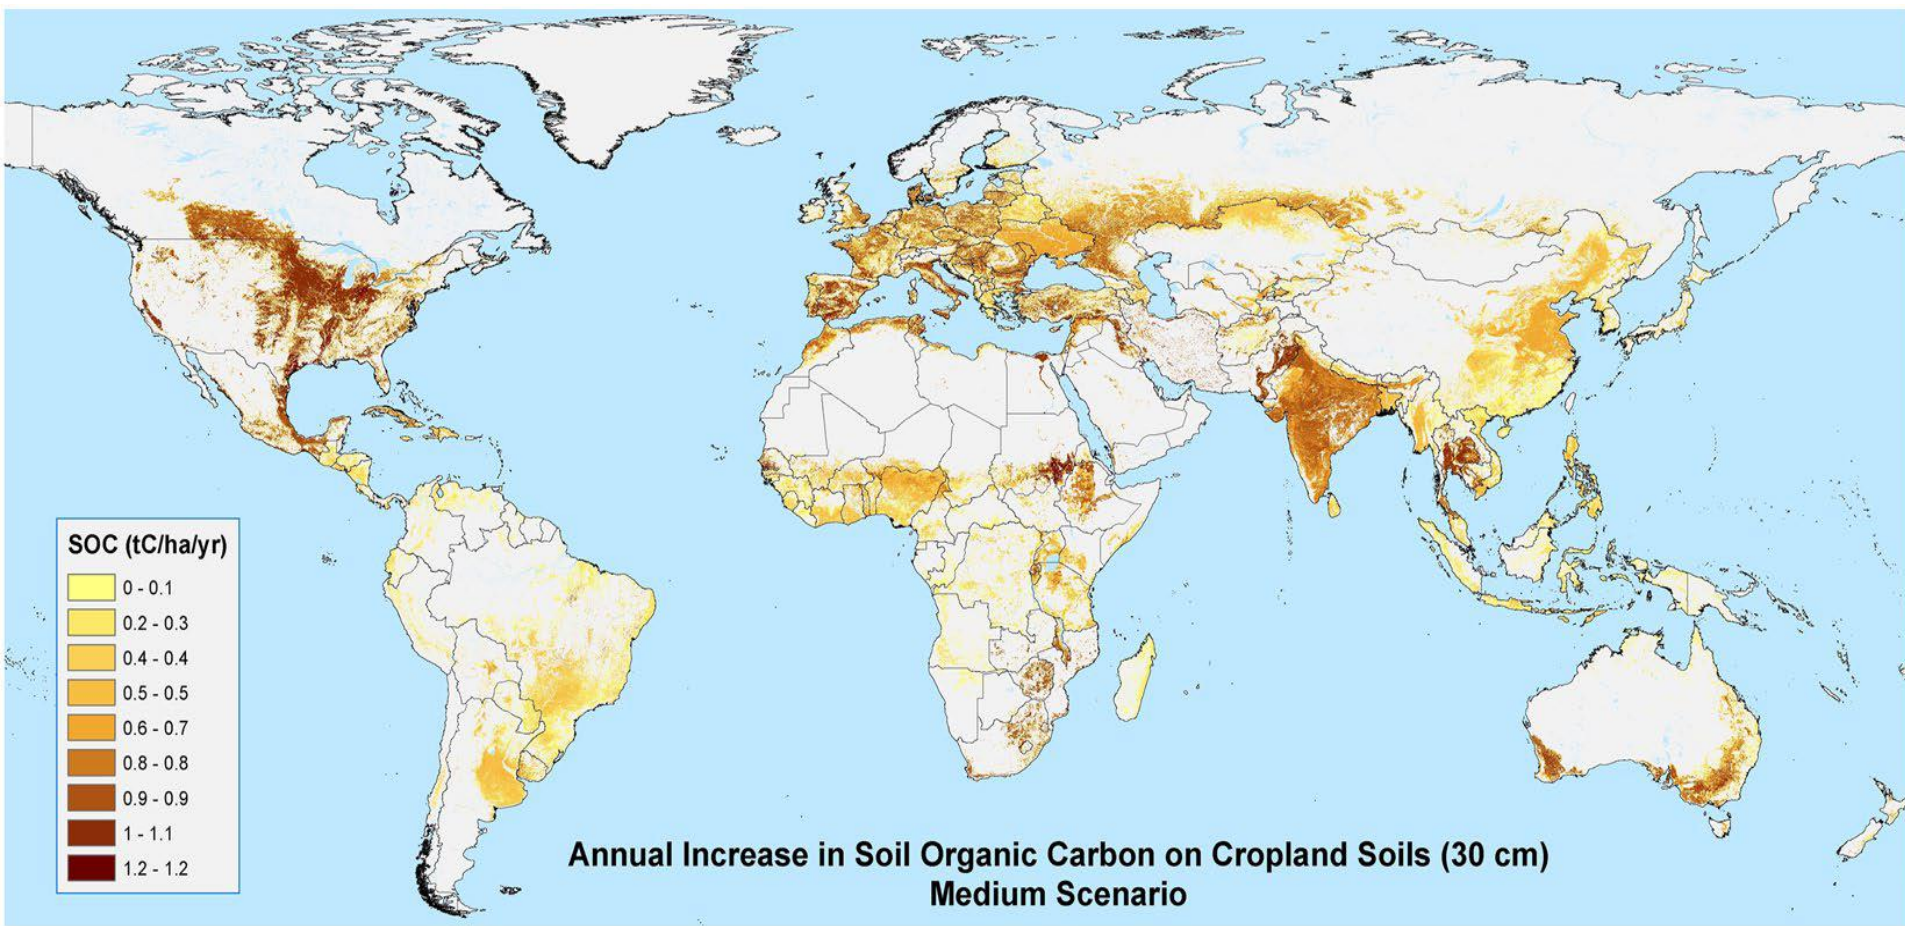 SOC (tC/ha/yr)
0 - 0.1
0.2 - 0.3
0.4 - 0.4
0.5 - 0.5
0.6 - 0.7
0.8 - 0.8
0.9 - 0.9
1 - 1.1
1.2 - 1.2
Annual Increase in Soil Organic Carbon on Cropland Soils (30 cm)
Medium Scenario